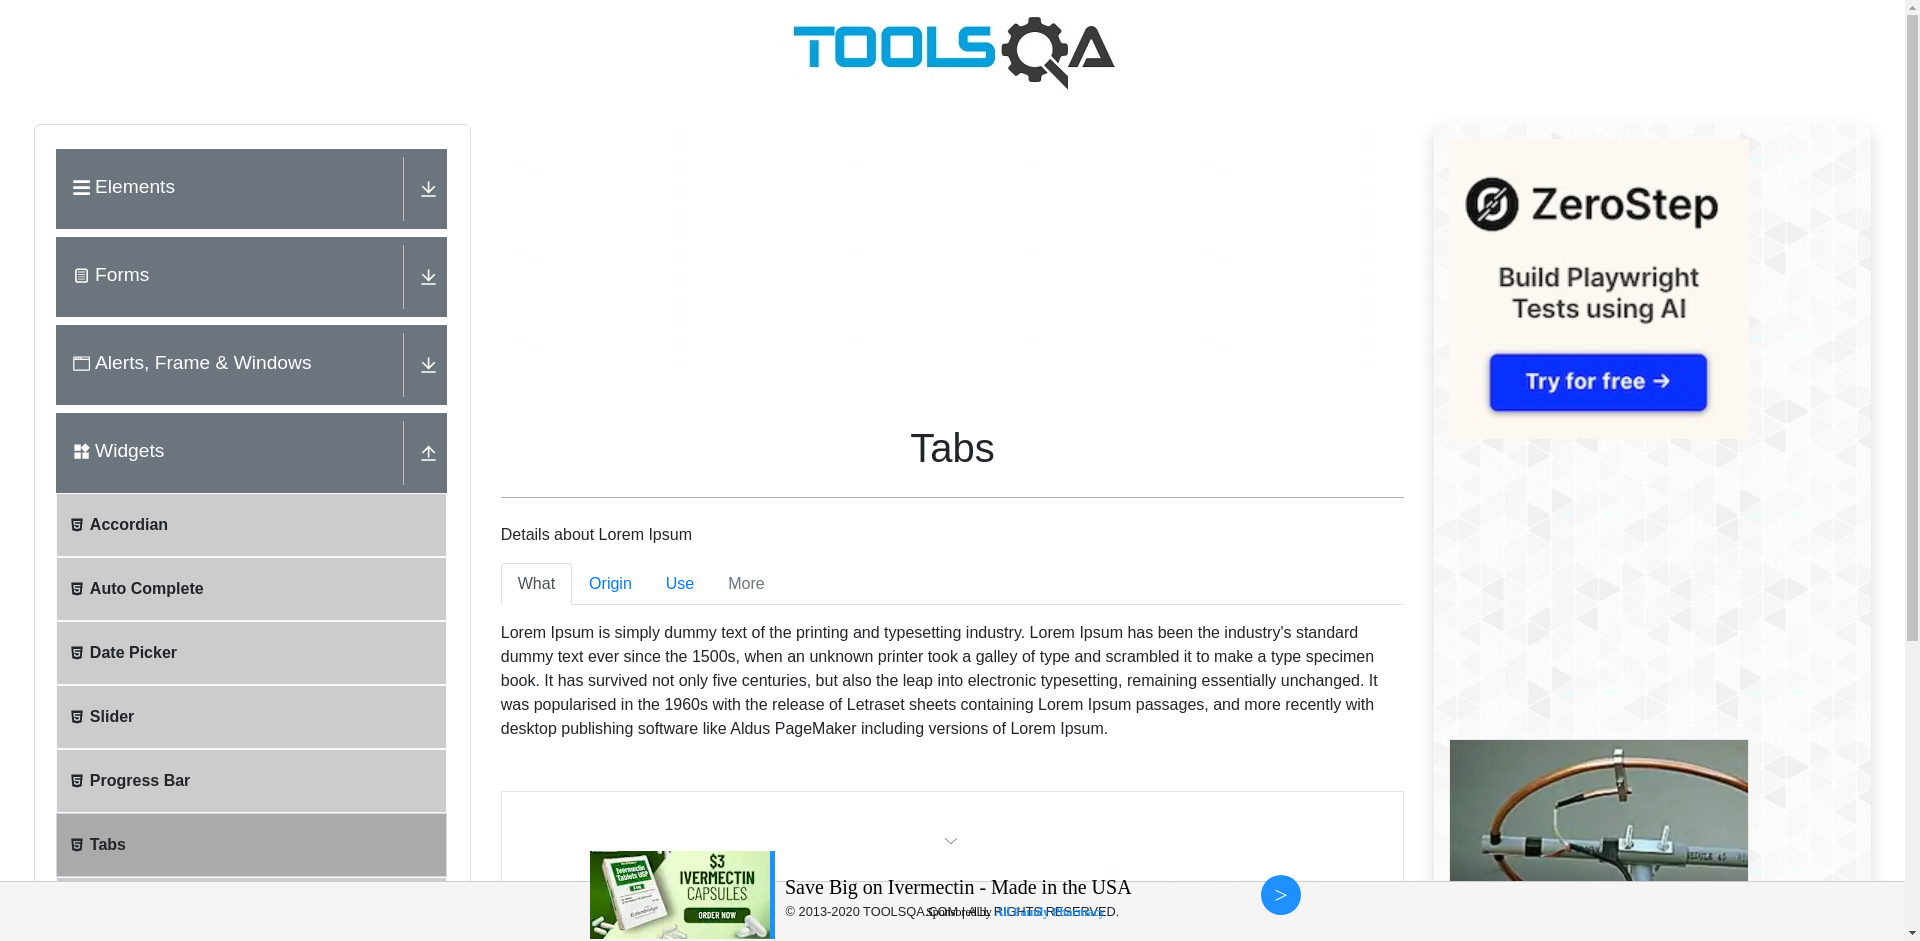 TOOLSQA
Elements
Forms
Alerts, Frame & Windows
Widgets
Accordian
Auto Complete
Date Picker
Slider
Progress Bar
Tabs
Tabs
Details about Lorem Ipsum
What Origin Use More
Lorem Ipsum is simply dummy text of the printing and typesetting industry. Lorem Ipsum has been the industry's standard
dummy text ever since the 1500s, when an unknown printer took a galley of type and scrambled it to make a type specimen
book. It has survived not only five centuries, but also the leap into electronic typesetting, remaining essentially unchanged. It
was popularised in the 1960s with the release of Letraset sheets containing Lorem Ipsum passages, and more recently with
desktop publishing software like Aldus PageMaker including versions of Lorem Ipsum.
ZeroStep
Build Playwright
Tests using AI
Try for free →
$3
IVERMECTIN
CAPSULES
ORDER NOW
Save Big on Ivermectin - Made in the USA
© 2013-2020 TOOLSQA.COM | ALL RIGHTS RESERVED.
>